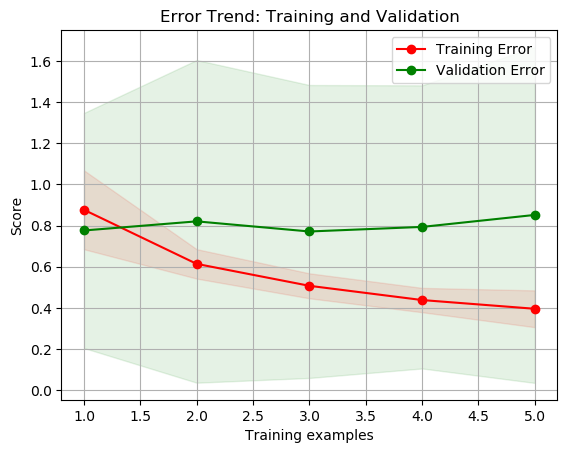 Error Trend: Training and Validation
Training Error
Validation Error
1.6
1.4
1.2
1.0
0.8
0.6
0.4
0.2
0.0
Score
1.0 1.5 2.0 2.5 3.0 3.5 4.0 4.5 5.0
Training examples